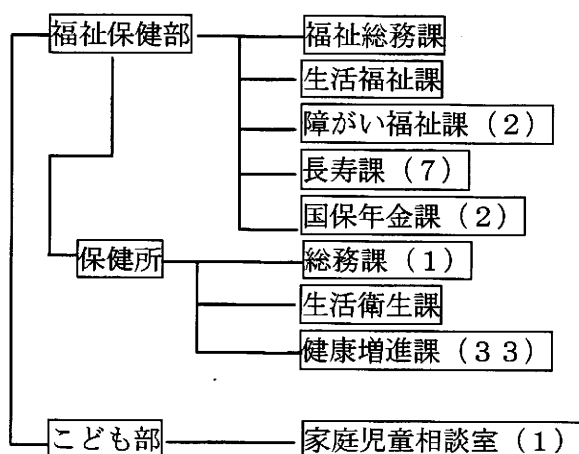 福祉保健部 福祉総務課
生活福祉課
障がい福祉課（2）
長寿課（7）
国保年金課（2）
保健所 総務課（1）
生活衛生課
健康増進課（33）
こども部 家庭児童相談室（1）